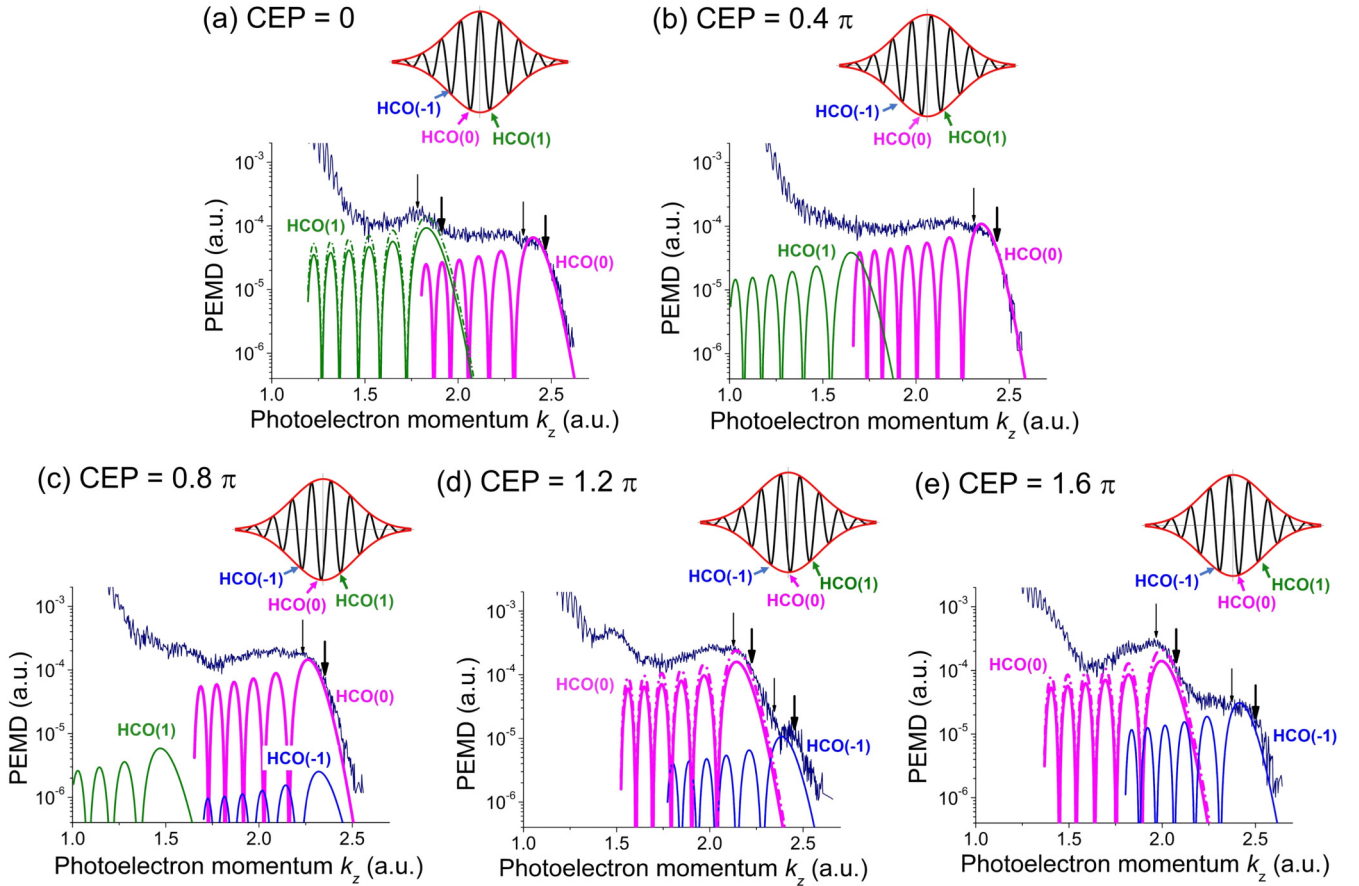 (a) CEP = 0
HCO(-1)
HCO(0)
HCO(1)
10⁻³
10⁻⁴
10⁻⁵
10⁻⁶
PEMD (a.u.)
HCO(1)
HCO(0)
1.0 1.5 2.0 2.5
Photoelectron momentum k_z (a.u.)
(b) CEP = 0.4 π
HCO(-1)
HCO(0)
HCO(1)
10⁻³
10⁻⁴
10⁻⁵
10⁻⁶
PEMD (a.u.)
HCO(1)
HCO(0)
1.0 1.5 2.0 2.5
Photoelectron momentum k_z (a.u.)
(c) CEP = 0.8 π
HCO(-1)
HCO(0)
HCO(1)
10⁻³
10⁻⁴
10⁻⁵
10⁻⁶
PEMD (a.u.)
HCO(0)
HCO(1)
HCO(-1)
1.0 1.5 2.0 2.5
Photoelectron momentum k_z (a.u.)
(d) CEP = 1.2 π
HCO(-1)
HCO(0)
HCO(1)
10⁻³
10⁻⁴
10⁻⁵
10⁻⁶
PEMD (a.u.)
HCO(0)
HCO(-1)
1.0 1.5 2.0 2.5
Photoelectron momentum k_z (a.u.)
(e) CEP = 1.6 π
HCO(-1)
HCO(0)
HCO(1)
10⁻³
10⁻⁴
10⁻⁵
10⁻⁶
PEMD (a.u.)
HCO(0)
HCO(-1)
1.0 1.5 2.0 2.5
Photoelectron momentum k_z (a.u.)